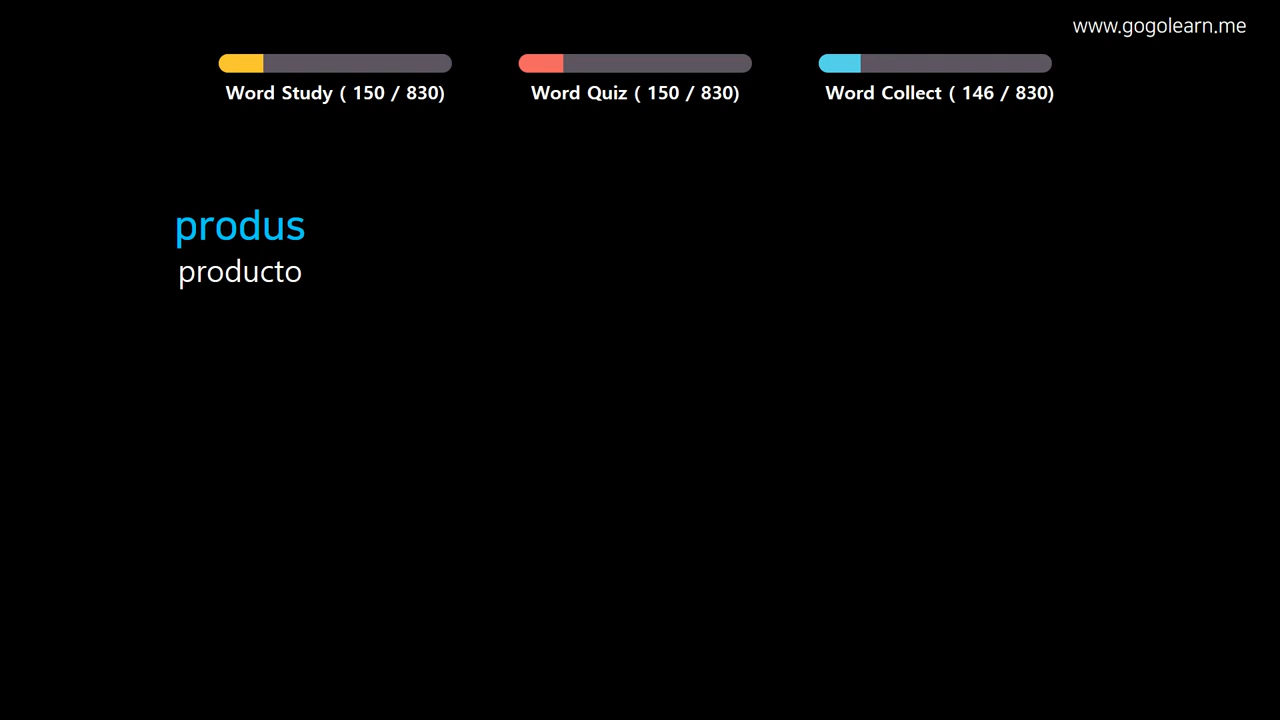 www.gogolearn.me
Word Study ( 150 / 830)
Word Quiz ( 150 / 830)
Word Collect ( 146 / 830)
produs
producto